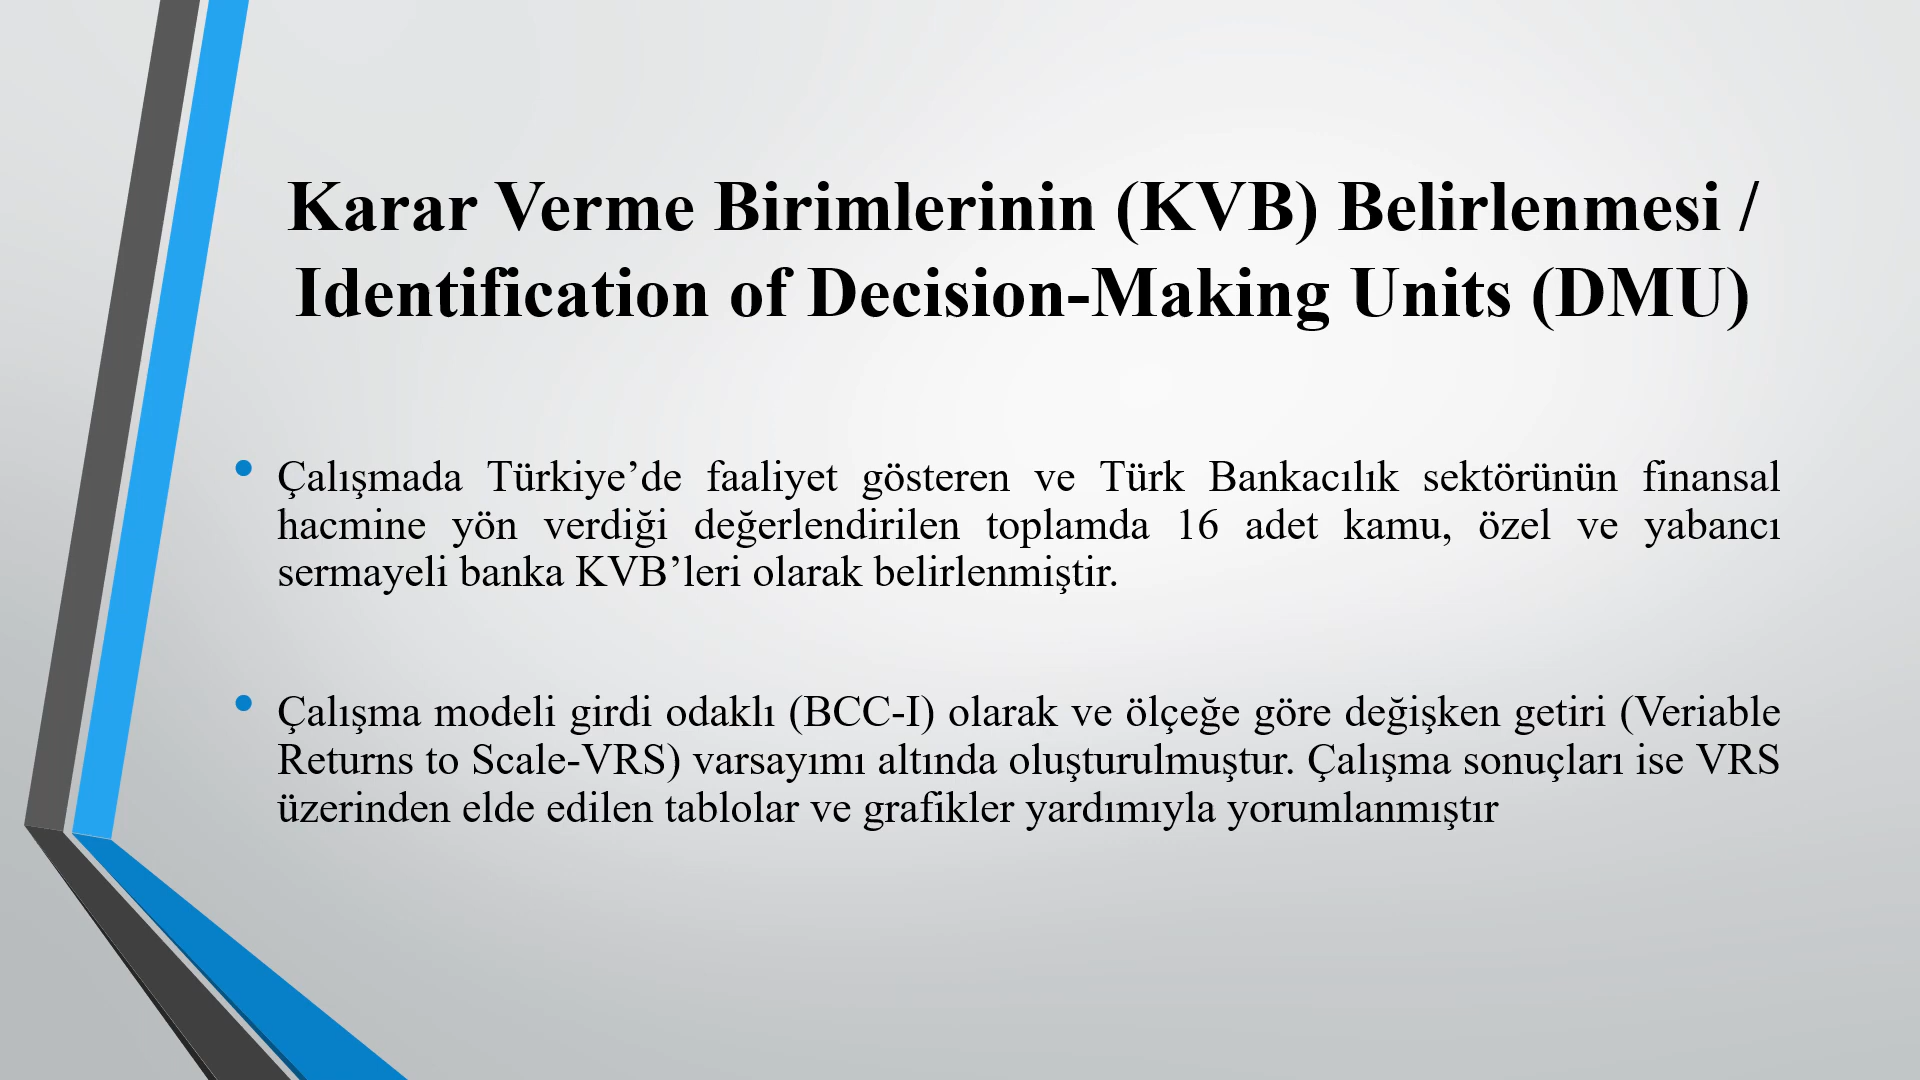 Karar Verme Birimlerinin (KVB) Belirlenmesi /
Identification of Decision-Making Units (DMU)
• Çalışmada Türkiye’de faaliyet gösteren ve Türk Bankacılık sektörünün finansal
hacmine yön verdiği değerlendirilen toplamda 16 adet kamu, özel ve yabancı
sermayeli banka KVB’leri olarak belirlenmiştir.
• Çalışma modeli girdi odaklı (BCC-I) olarak ve ölçeğe göre değişken getiri (Veriable
Returns to Scale-VRS) varsayımı altında oluşturulmuştur. Çalışma sonuçları ise VRS
üzerinden elde edilen tablolar ve grafikler yardımıyla yorumlanmıştır